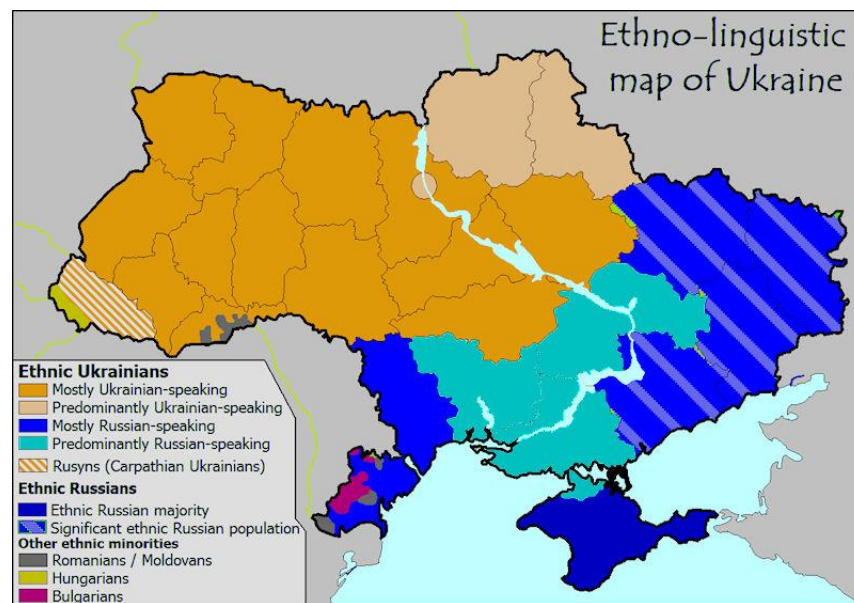 Ethno-linguistic
map of Ukraine
Ethnic Ukrainians
Mostly Ukrainian-speaking
Predominantly Ukrainian-speaking
Mostly Russian-speaking
Predominantly Russian-speaking
Rusyns (Carpathian Ukrainians)
Ethnic Russians
Ethnic Russian majority
Significant ethnic Russian population
Other ethnic minorities
Romanians / Moldovans
Hungarians
Bulgarians